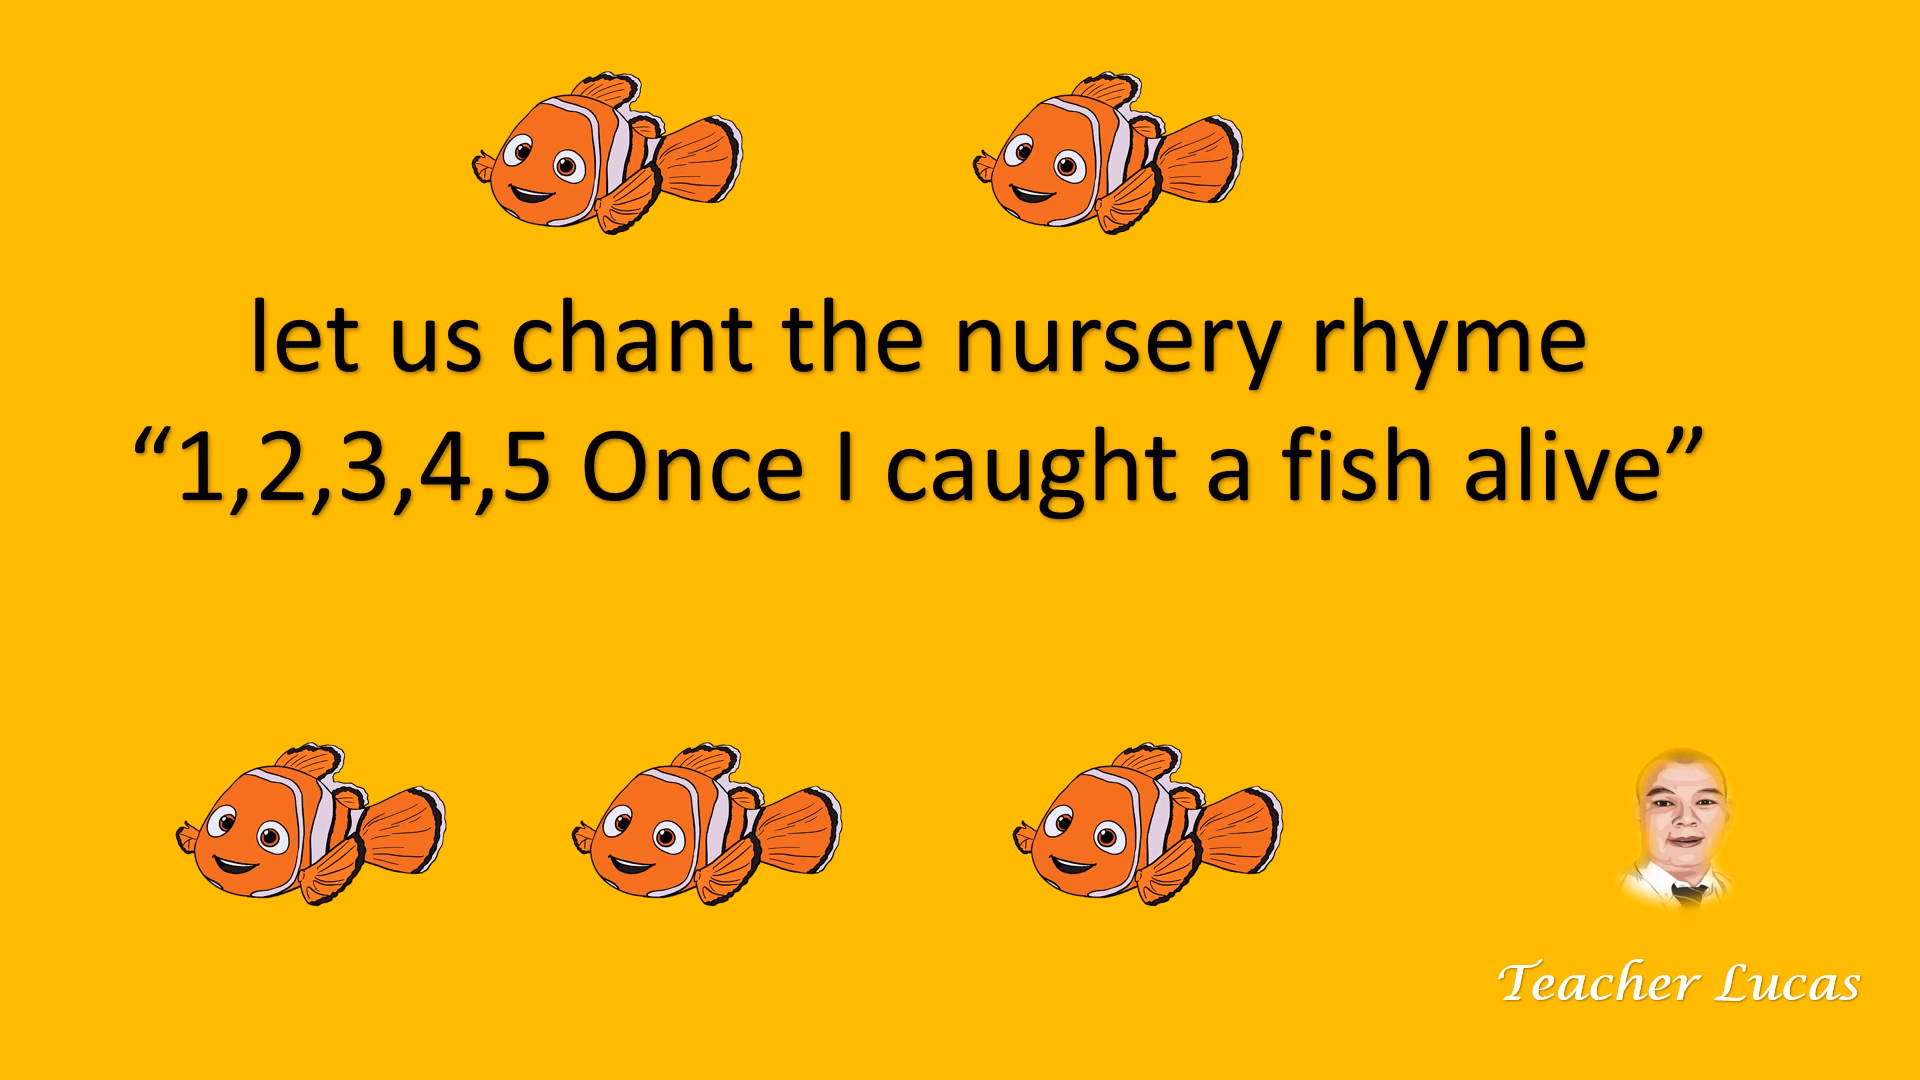 let us chant the nursery rhyme
“1,2,3,4,5 Once I caught a fish alive”
Teacher Lucas